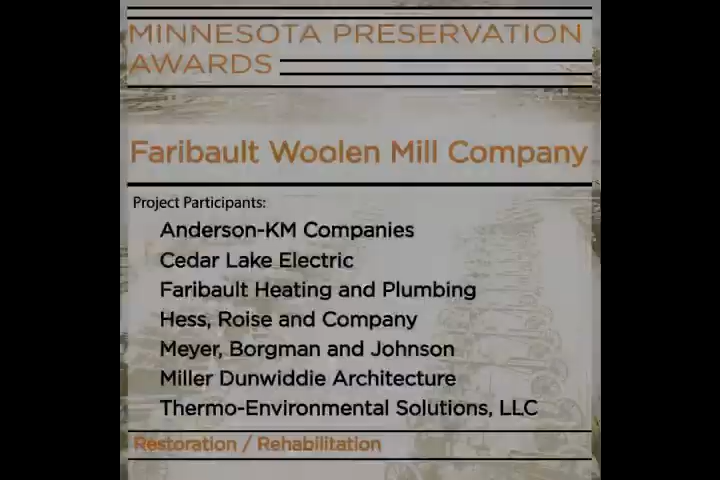 MINNESOTA PRESERVATION
AWARDS
Faribault Woolen Mill Company
Project Participants:
Anderson-KM Companies
Cedar Lake Electric
Faribault Heating and Plumbing
Hess, Roise and Company
Meyer, Borgman and Johnson
Miller Dunwiddie Architecture
Thermo-Environmental Solutions, LLC
Restoration / Rehabilitation